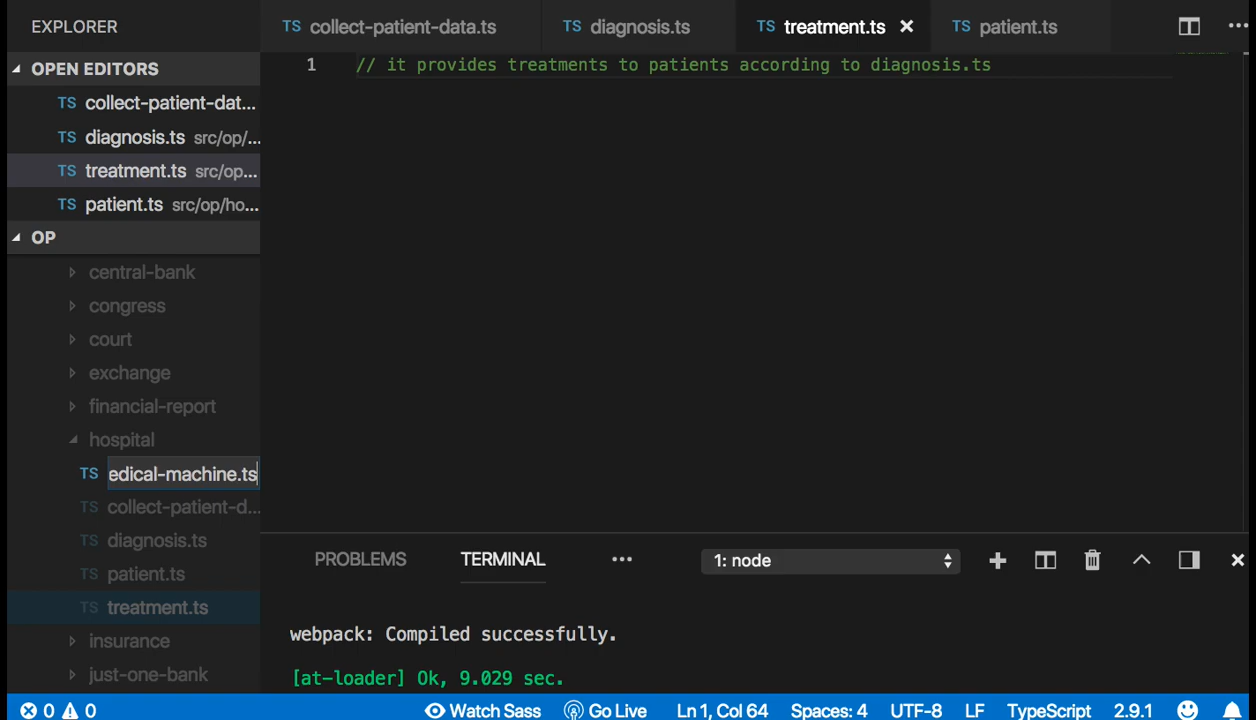 EXPLORER
TS collect-patient-data.ts TS diagnosis.ts TS treatment.ts TS patient.ts
OPEN EDITORS
TS collect-patient-dat...
TS diagnosis.ts src/op/...
TS treatment.ts src/op...
TS patient.ts src/op/ho...
OP
central-bank
congress
court
exchange
financial-report
hospital
TS edical-machine.ts
TS collect-patient-d...
TS diagnosis.ts
TS patient.ts
TS treatment.ts
insurance
just-one-bank
1 // it provides treatments to patients according to diagnosis.ts
PROBLEMS TERMINAL ... 1: node
webpack: Compiled successfully.
[at-loader] Ok, 9.029 sec.
0 0 Watch Sass Go Live Ln 1, Col 64 Spaces: 4 UTF-8 LF TypeScript 2.9.1